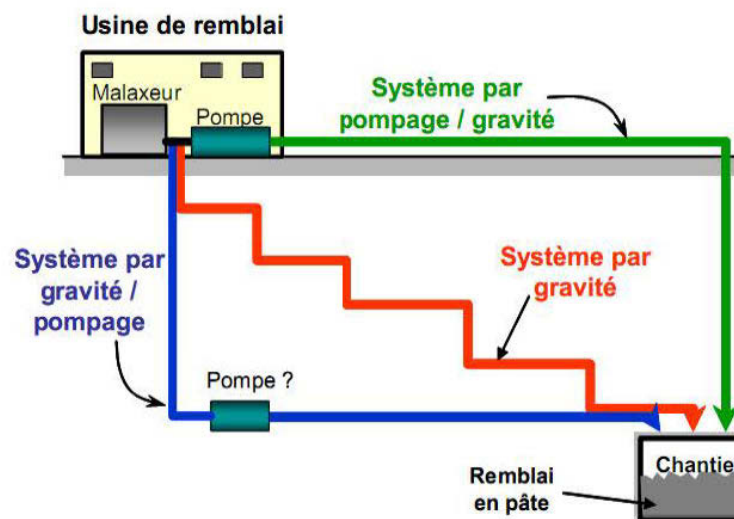 Usine de remblai
Malaxeur
Pompe
Système par
pompage / gravité
Système par
gravité /
pompage
Système par
gravité
Pompe ?
Chantie
Remblai
en pâte